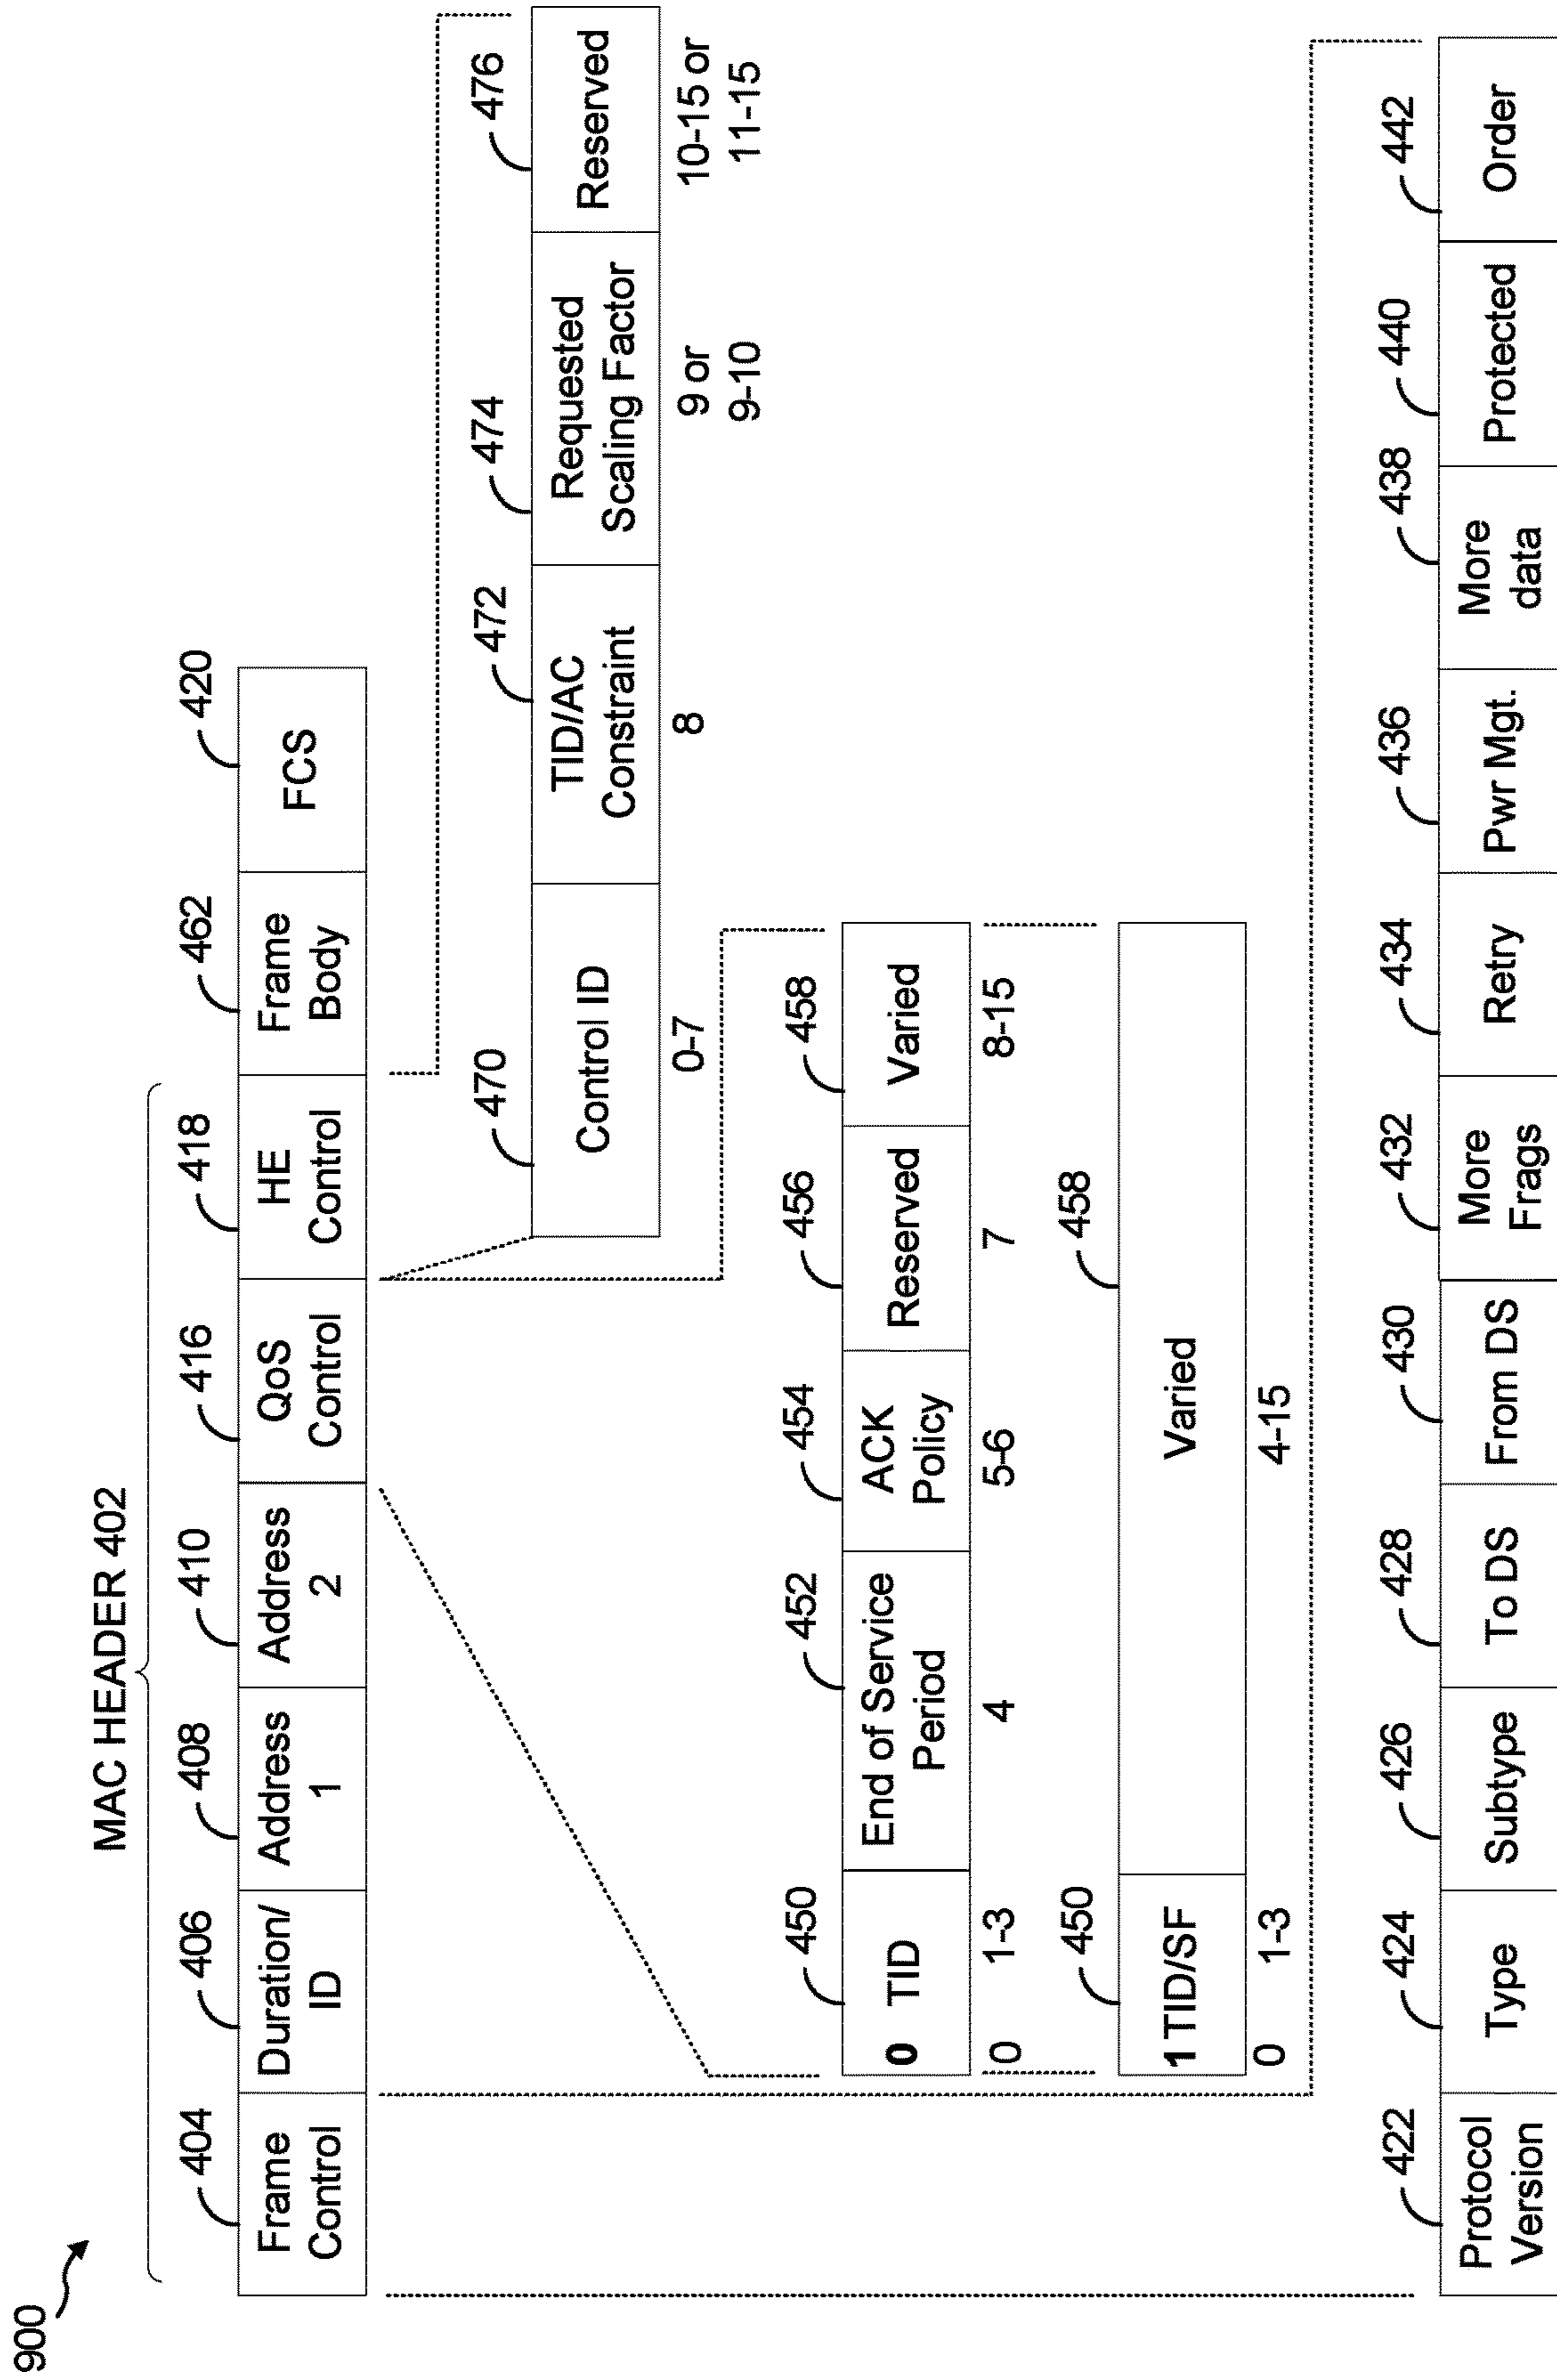 900
MAC HEADER 402
404
406
408
410
416
418
462
420
Frame
Control
Duration/
ID
Address
1
Address
2
QoS
Control
HE
Control
Frame
Body
FCS
470
472
474
476
Control ID
TID/AC
Constraint
Requested
Scaling Factor
Reserved
0-7
8
9 or
9-10
10-15 or
11-15
450
452
454
456
458
0 TID
End of Service
Period
ACK
Policy
Reserved
Varied
0
1-3
4
5-6
7
8-15
450
458
1 TID/SF
Varied
0
1-3
4-15
422
424
426
428
430
432
434
436
438
440
442
Protocol
Version
Type
Subtype
To DS
From DS
More
Frags
Retry
Pwr Mgt.
More
data
Protected
Order